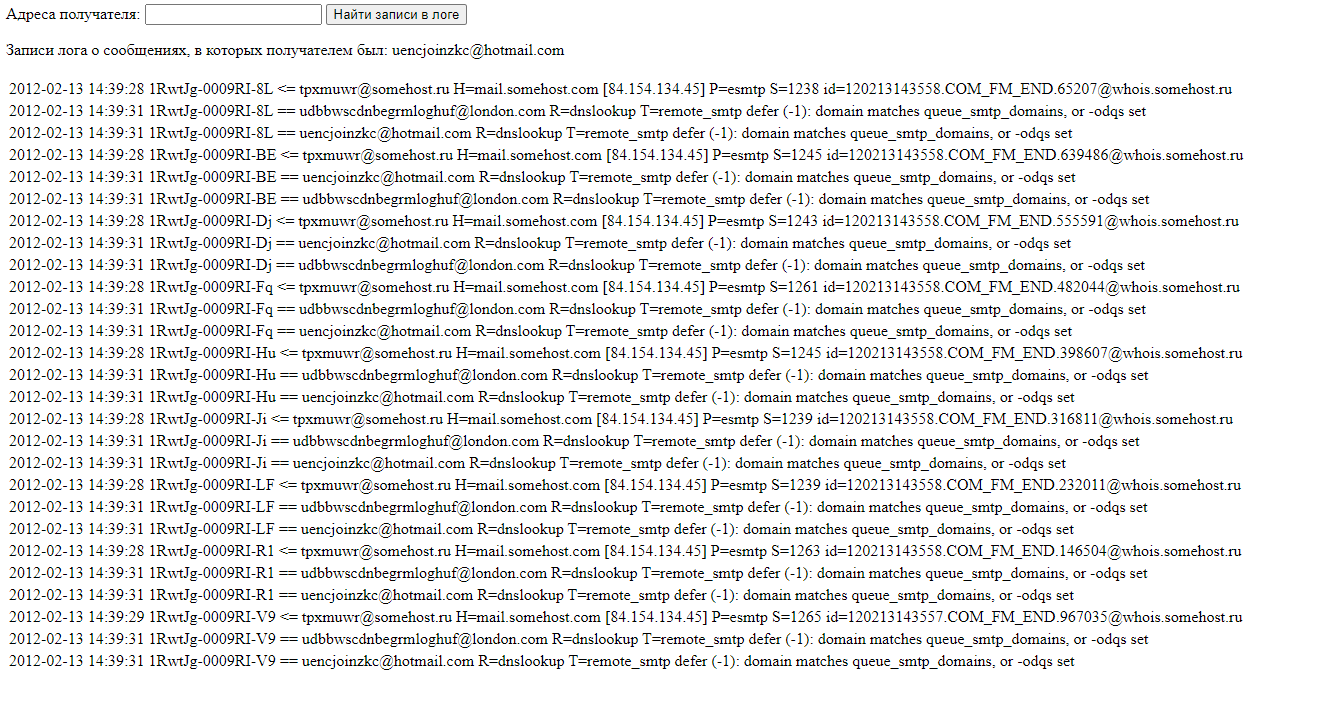 Адреса получателя: Найти записи в логе
Записи лога о сообщениях, в которых получателем был: uencjoinzkc@hotmail.com
2012-02-13 14:39:28 1RwtJg-0009RI-8L <= tpxmuwr@somehost.ru H=mail.somehost.com [84.154.134.45] P=esmtp S=1238 id=120213143558.COM_FM_END.65207@whois.somehost.ru
2012-02-13 14:39:31 1RwtJg-0009RI-8L == udbbwscdnbegrmloghuf@london.com R=dnslookup T=remote_smtp defer (-1): domain matches queue_smtp_domains, or -odqs set
2012-02-13 14:39:31 1RwtJg-0009RI-8L == uencjoinzkc@hotmail.com R=dnslookup T=remote_smtp defer (-1): domain matches queue_smtp_domains, or -odqs set
2012-02-13 14:39:28 1RwtJg-0009RI-BE <= tpxmuwr@somehost.ru H=mail.somehost.com [84.154.134.45] P=esmtp S=1245 id=120213143558.COM_FM_END.639486@whois.somehost.ru
2012-02-13 14:39:31 1RwtJg-0009RI-BE == uencjoinzkc@hotmail.com R=dnslookup T=remote_smtp defer (-1): domain matches queue_smtp_domains, or -odqs set
2012-02-13 14:39:31 1RwtJg-0009RI-BE == udbbwscdnbegrmloghuf@london.com R=dnslookup T=remote_smtp defer (-1): domain matches queue_smtp_domains, or -odqs set
2012-02-13 14:39:28 1RwtJg-0009RI-Dj <= tpxmuwr@somehost.ru H=mail.somehost.com [84.154.134.45] P=esmtp S=1243 id=120213143558.COM_FM_END.555591@whois.somehost.ru
2012-02-13 14:39:31 1RwtJg-0009RI-Dj == uencjoinzkc@hotmail.com R=dnslookup T=remote_smtp defer (-1): domain matches queue_smtp_domains, or -odqs set
2012-02-13 14:39:31 1RwtJg-0009RI-Dj == udbbwscdnbegrmloghuf@london.com R=dnslookup T=remote_smtp defer (-1): domain matches queue_smtp_domains, or -odqs set
2012-02-13 14:39:28 1RwtJg-0009RI-Fq <= tpxmuwr@somehost.ru H=mail.somehost.com [84.154.134.45] P=esmtp S=1261 id=120213143558.COM_FM_END.482044@whois.somehost.ru
2012-02-13 14:39:31 1RwtJg-0009RI-Fq == udbbwscdnbegrmloghuf@london.com R=dnslookup T=remote_smtp defer (-1): domain matches queue_smtp_domains, or -odqs set
2012-02-13 14:39:31 1RwtJg-0009RI-Fq == uencjoinzkc@hotmail.com R=dnslookup T=remote_smtp defer (-1): domain matches queue_smtp_domains, or -odqs set
2012-02-13 14:39:28 1RwtJg-0009RI-Hu <= tpxmuwr@somehost.ru H=mail.somehost.com [84.154.134.45] P=esmtp S=1245 id=120213143558.COM_FM_END.398607@whois.somehost.ru
2012-02-13 14:39:31 1RwtJg-0009RI-Hu == udbbwscdnbegrmloghuf@london.com R=dnslookup T=remote_smtp defer (-1): domain matches queue_smtp_domains, or -odqs set
2012-02-13 14:39:31 1RwtJg-0009RI-Hu == uencjoinzkc@hotmail.com R=dnslookup T=remote_smtp defer (-1): domain matches queue_smtp_domains, or -odqs set
2012-02-13 14:39:28 1RwtJg-0009RI-Ji <= tpxmuwr@somehost.ru H=mail.somehost.com [84.154.134.45] P=esmtp S=1239 id=120213143558.COM_FM_END.316811@whois.somehost.ru
2012-02-13 14:39:31 1RwtJg-0009RI-Ji == udbbwscdnbegrmloghuf@london.com R=dnslookup T=remote_smtp defer (-1): domain matches queue_smtp_domains, or -odqs set
2012-02-13 14:39:31 1RwtJg-0009RI-Ji == uencjoinzkc@hotmail.com R=dnslookup T=remote_smtp defer (-1): domain matches queue_smtp_domains, or -odqs set
2012-02-13 14:39:28 1RwtJg-0009RI-LF <= tpxmuwr@somehost.ru H=mail.somehost.com [84.154.134.45] P=esmtp S=1239 id=120213143558.COM_FM_END.232011@whois.somehost.ru
2012-02-13 14:39:31 1RwtJg-0009RI-LF == udbbwscdnbegrmloghuf@london.com R=dnslookup T=remote_smtp defer (-1): domain matches queue_smtp_domains, or -odqs set
2012-02-13 14:39:31 1RwtJg-0009RI-LF == uencjoinzkc@hotmail.com R=dnslookup T=remote_smtp defer (-1): domain matches queue_smtp_domains, or -odqs set
2012-02-13 14:39:28 1RwtJg-0009RI-R1 <= tpxmuwr@somehost.ru H=mail.somehost.com [84.154.134.45] P=esmtp S=1263 id=120213143558.COM_FM_END.146504@whois.somehost.ru
2012-02-13 14:39:31 1RwtJg-0009RI-R1 == udbbwscdnbegrmloghuf@london.com R=dnslookup T=remote_smtp defer (-1): domain matches queue_smtp_domains, or -odqs set
2012-02-13 14:39:31 1RwtJg-0009RI-R1 == uencjoinzkc@hotmail.com R=dnslookup T=remote_smtp defer (-1): domain matches queue_smtp_domains, or -odqs set
2012-02-13 14:39:29 1RwtJg-0009RI-V9 <= tpxmuwr@somehost.ru H=mail.somehost.com [84.154.134.45] P=esmtp S=1265 id=120213143557.COM_FM_END.967035@whois.somehost.ru
2012-02-13 14:39:31 1RwtJg-0009RI-V9 == udbbwscdnbegrmloghuf@london.com R=dnslookup T=remote_smtp defer (-1): domain matches queue_smtp_domains, or -odqs set
2012-02-13 14:39:31 1RwtJg-0009RI-V9 == uencjoinzkc@hotmail.com R=dnslookup T=remote_smtp defer (-1): domain matches queue_smtp_domains, or -odqs set